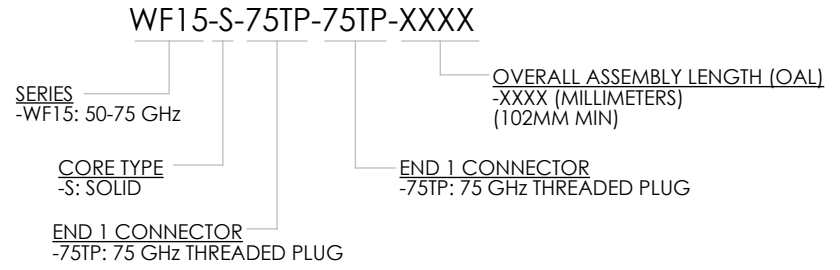 WF15-S-75TP-75TP-XXXX
OVERALL ASSEMBLY LENGTH (OAL)
-XXXX (MILLIMETERS)
(102MM MIN)
SERIES
-WF15: 50-75 GHz
CORE TYPE
-S: SOLID
END 1 CONNECTOR
-75TP: 75 GHz THREADED PLUG
END 1 CONNECTOR
-75TP: 75 GHz THREADED PLUG